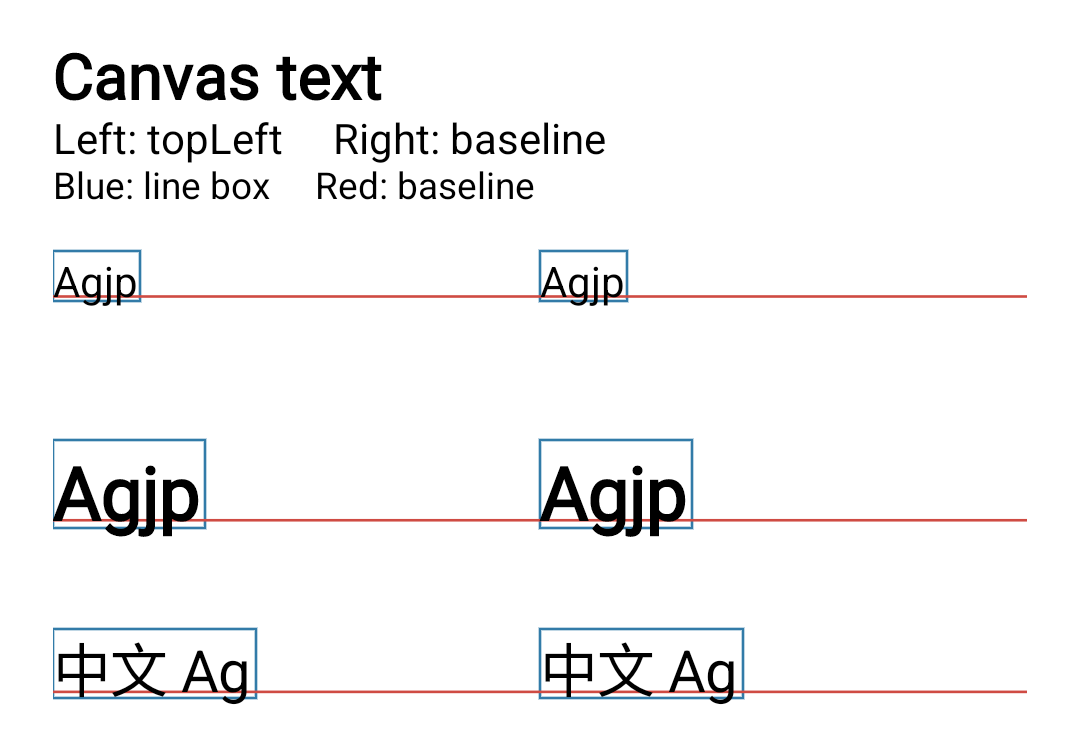 Canvas text
Left: topLeft Right: baseline
Blue: line box Red: baseline
Agjp Agjp
Agjp Agjp
中文 Ag 中文 Ag